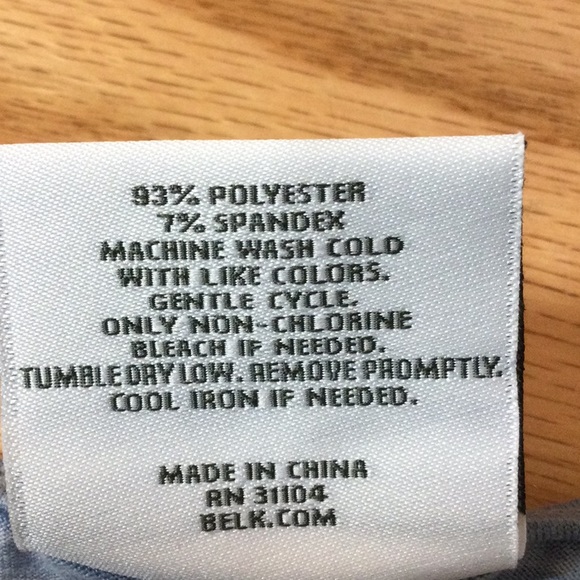 93% POLYESTER
7% SPANDEX
MACHINE WASH COLD
WITH LIKE COLORS.
GENTLE CYCLE.
ONLY NON-CHLORINE
BLEACH IF NEEDED.
TUMBLE DRY LOW. REMOVE PROMPTLY.
COOL IRON IF NEEDED.
MADE IN CHINA
RN 31104
BELK.COM